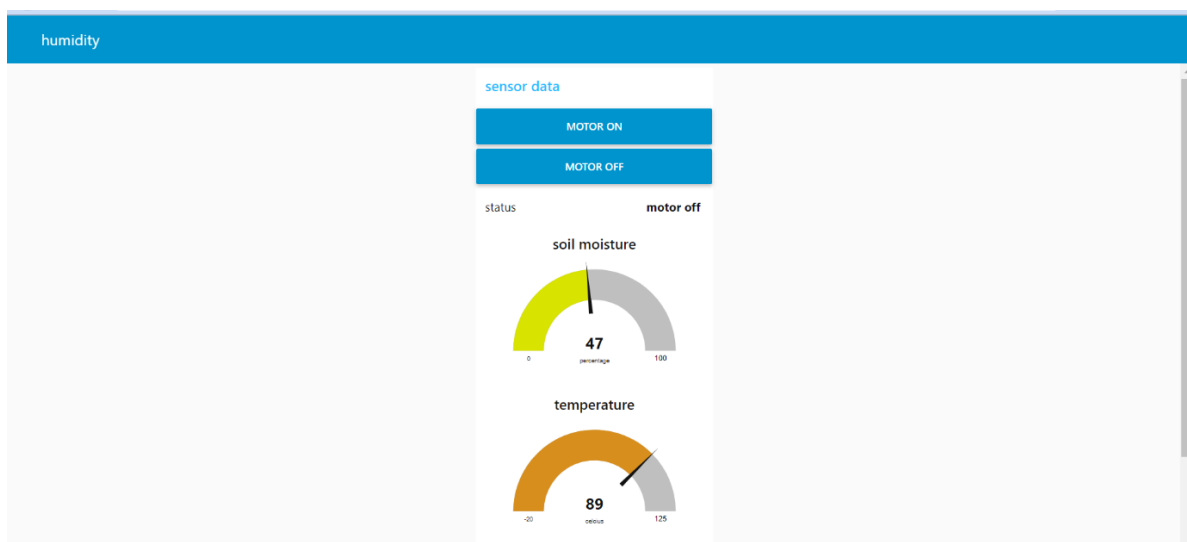 humidity
sensor data
MOTOR ON
MOTOR OFF
status motor off
soil moisture
47
percentage
0 100
temperature
89
celcius
-20 125